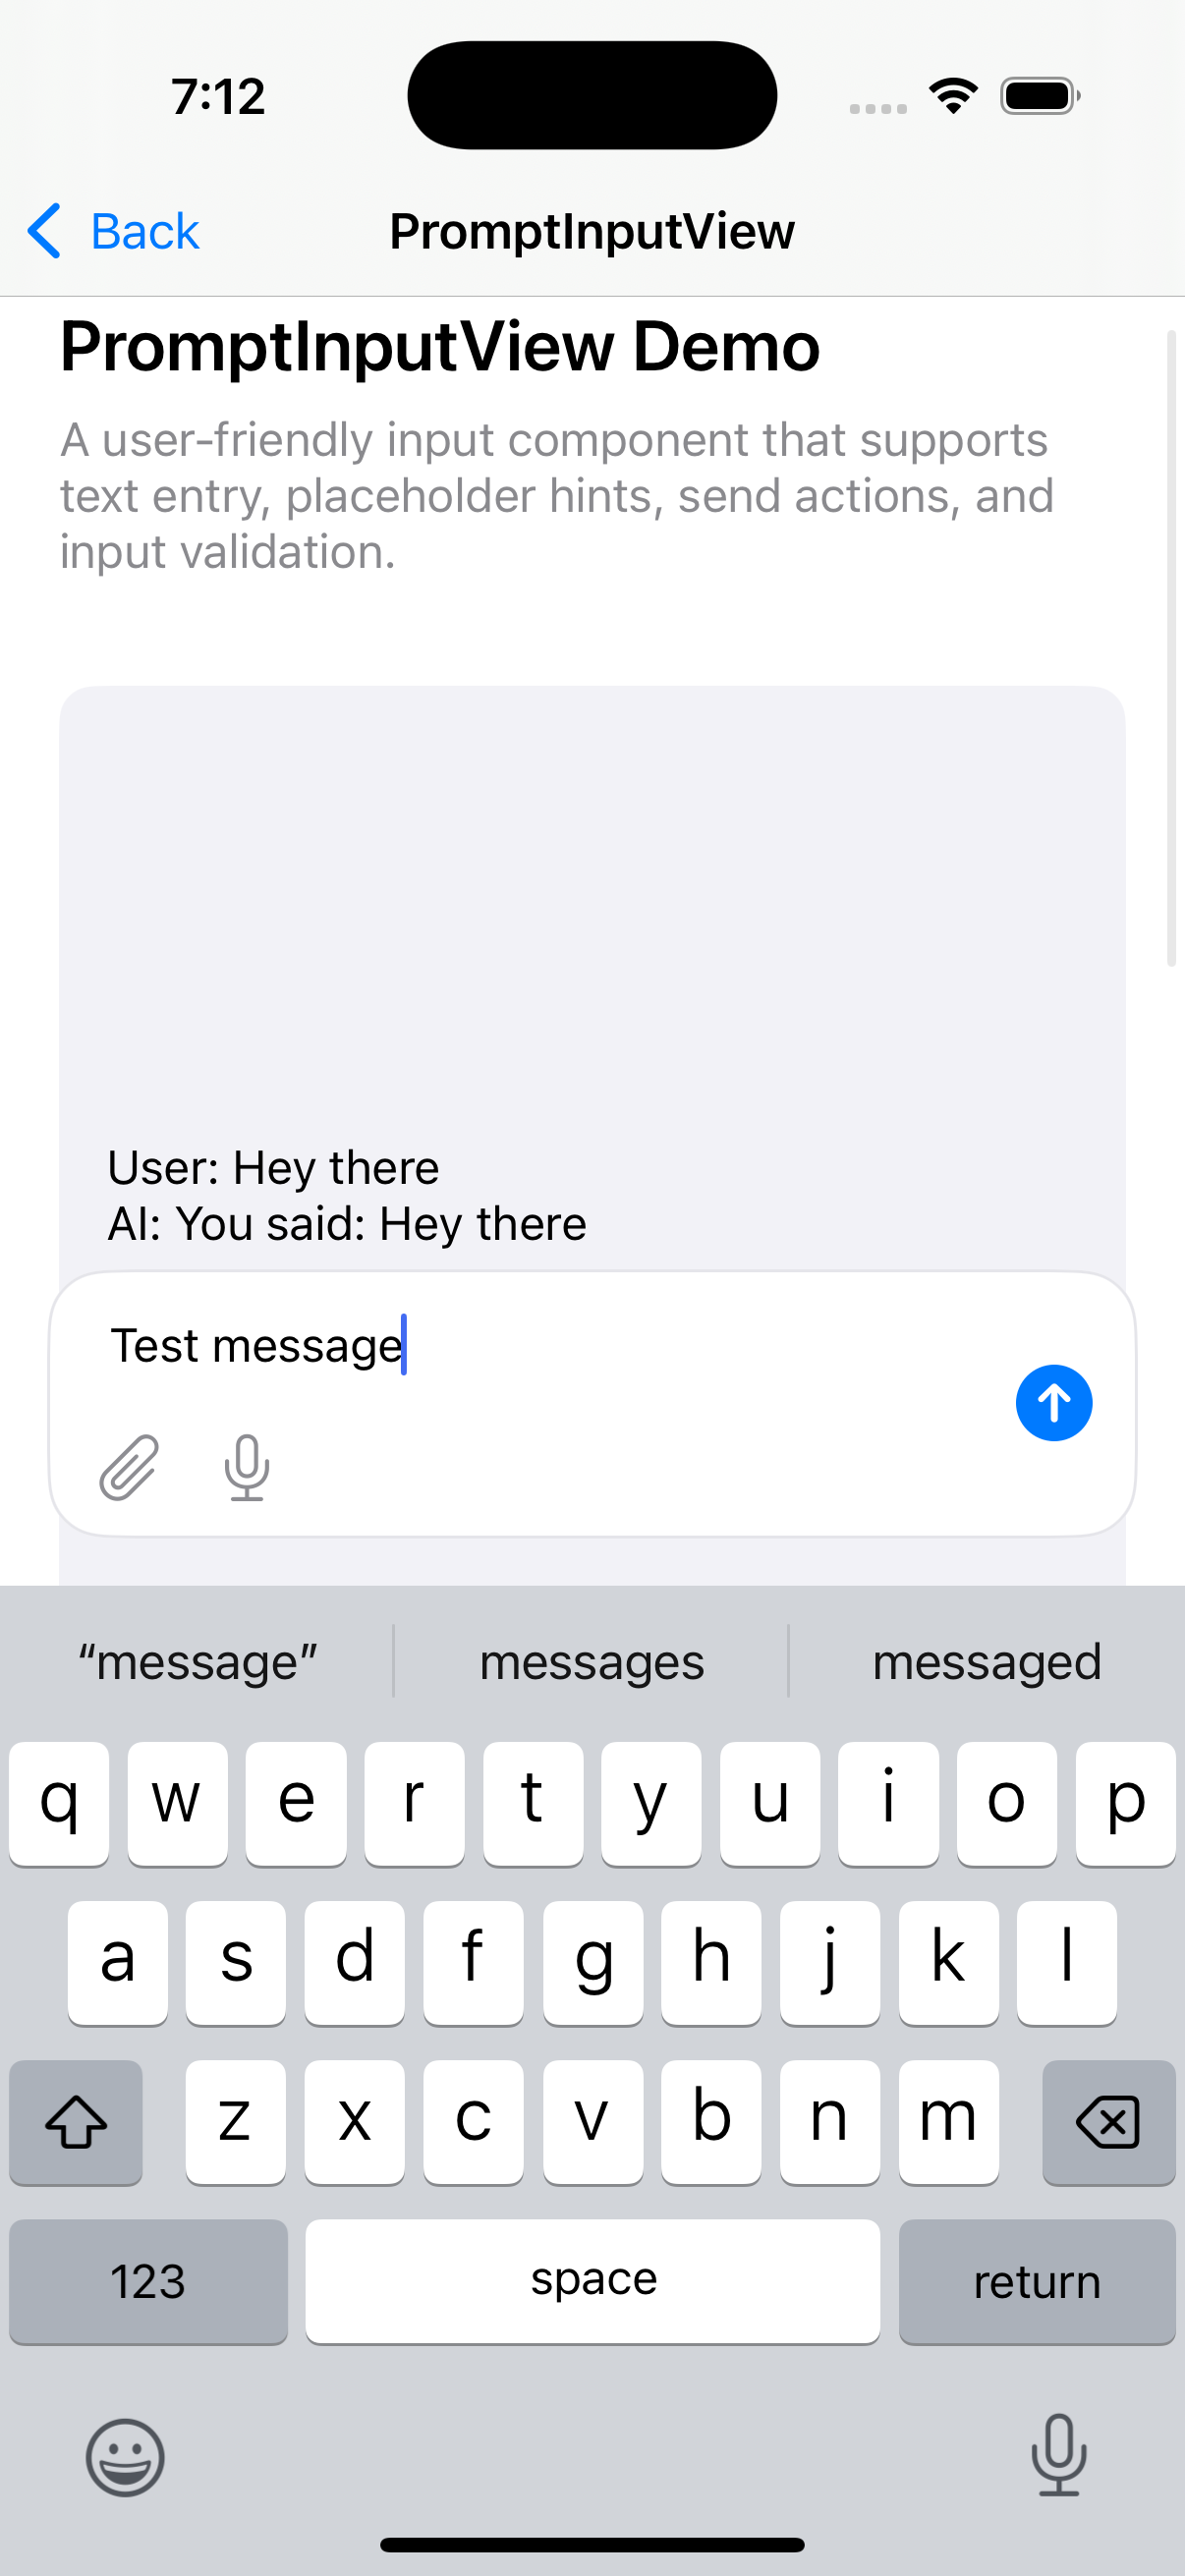 7:12
Back
PromptInputView
PromptInputView Demo
A user-friendly input component that supports
text entry, placeholder hints, send actions, and
input validation.
User: Hey there
AI: You said: Hey there
Test message
“message” messages messaged
q w e r t y u i o p
a s d f g h j k l
z x c v b n m
123 space return